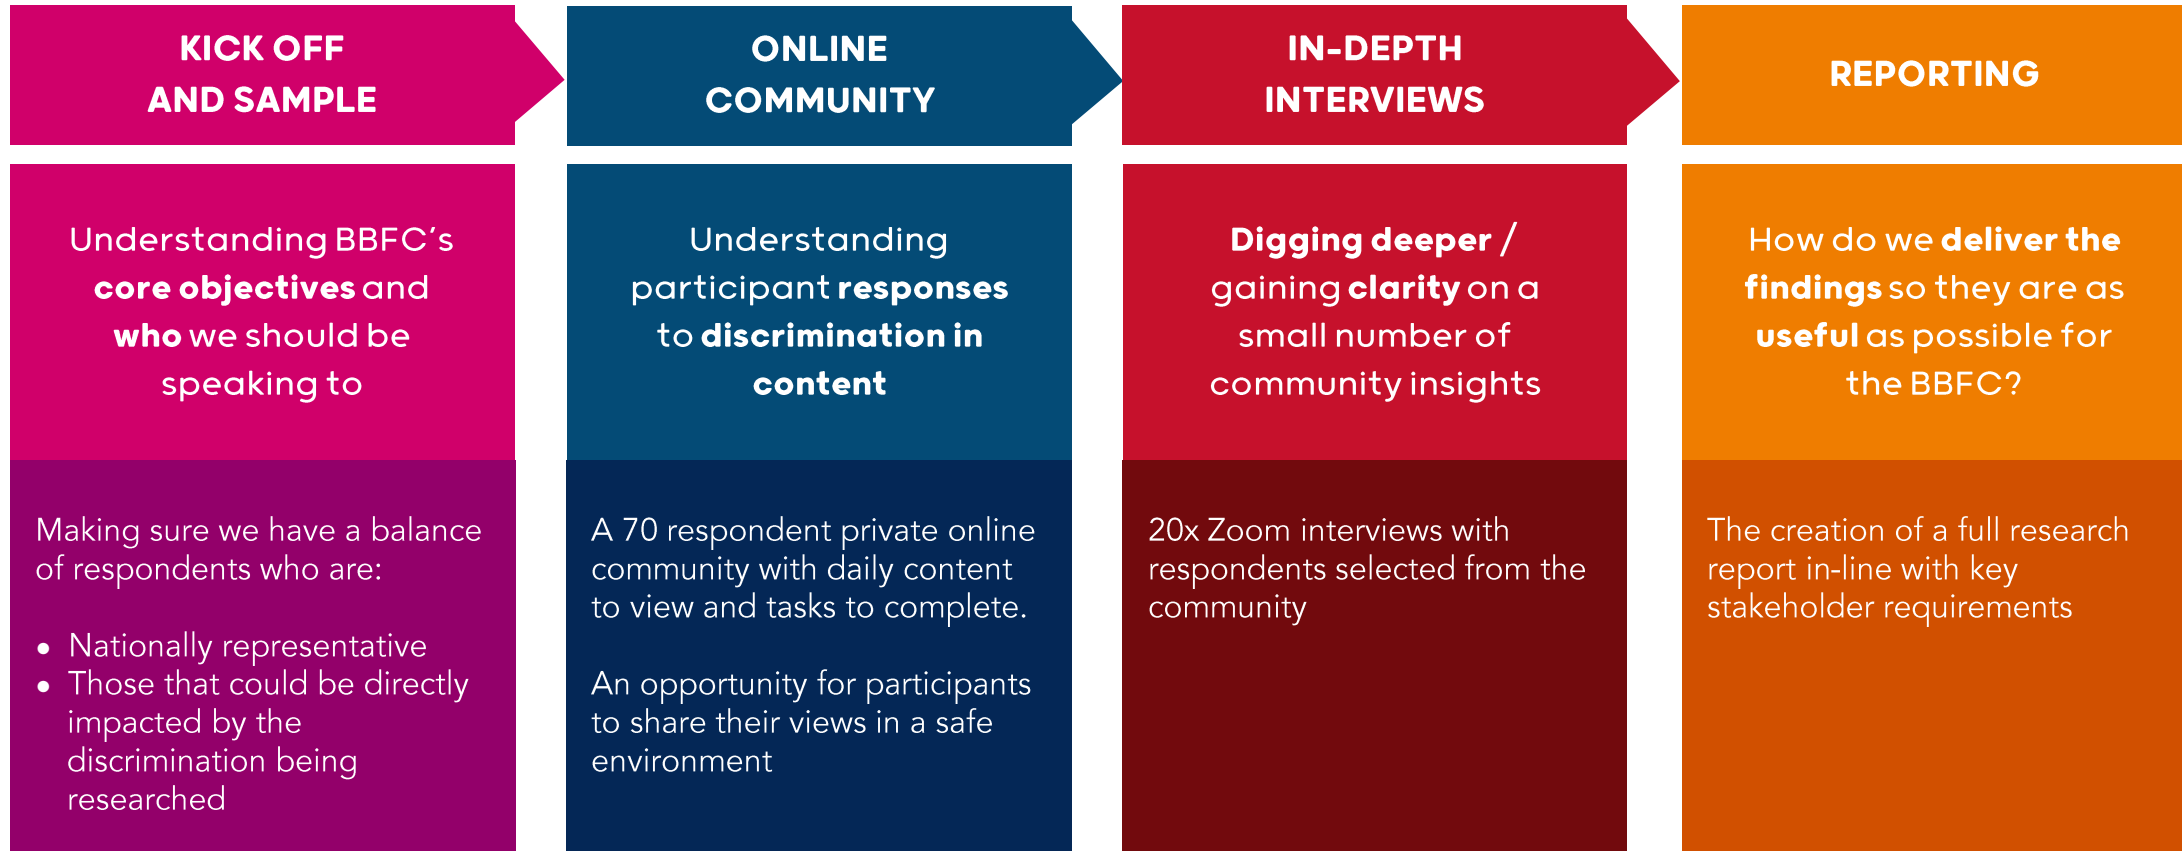 KICK OFF
AND SAMPLE
Understanding BBFC’s
core objectives and
who we should be
speaking to
Making sure we have a balance
of respondents who are:
• Nationally representative
• Those that could be directly
impacted by the
discrimination being
researched
ONLINE
COMMUNITY
Understanding
participant responses
to discrimination in
content
A 70 respondent private online
community with daily content
to view and tasks to complete.
An opportunity for participants
to share their views in a safe
environment
IN-DEPTH
INTERVIEWS
Digging deeper /
gaining clarity on a
small number of
community insights
20x Zoom interviews with
respondents selected from the
community
REPORTING
How do we deliver the
findings so they are as
useful as possible for
the BBFC?
The creation of a full research
report in-line with key
stakeholder requirements